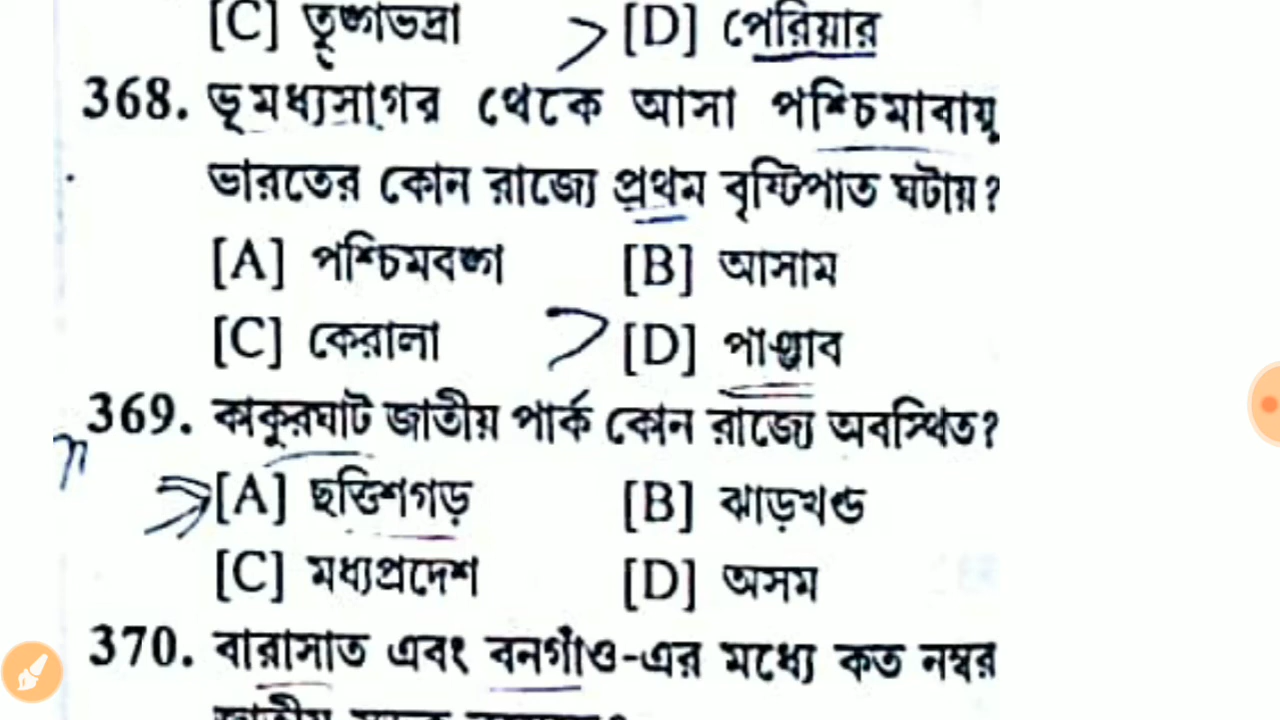 [C] তুঙ্গভদ্রা [D] পেরিয়ার
368. ভূমধ্যসাগর থেকে আসা পশ্চিমাবায়ু
ভারতের কোন রাজ্যে প্রথম বৃষ্টিপাত ঘটায়?
[A] পশ্চিমবঙ্গ [B] আসাম
[C] কেরালা [D] পাঞ্জাব
369. কাকুরঘাট জাতীয় পার্ক কোন রাজ্যে অবস্থিত?
[A] ছত্তিশগড় [B] ঝাড়খণ্ড
[C] মধ্যপ্রদেশ [D] অসম
370. বারাসাত এবং বনগাঁও-এর মধ্যে কত নম্বর